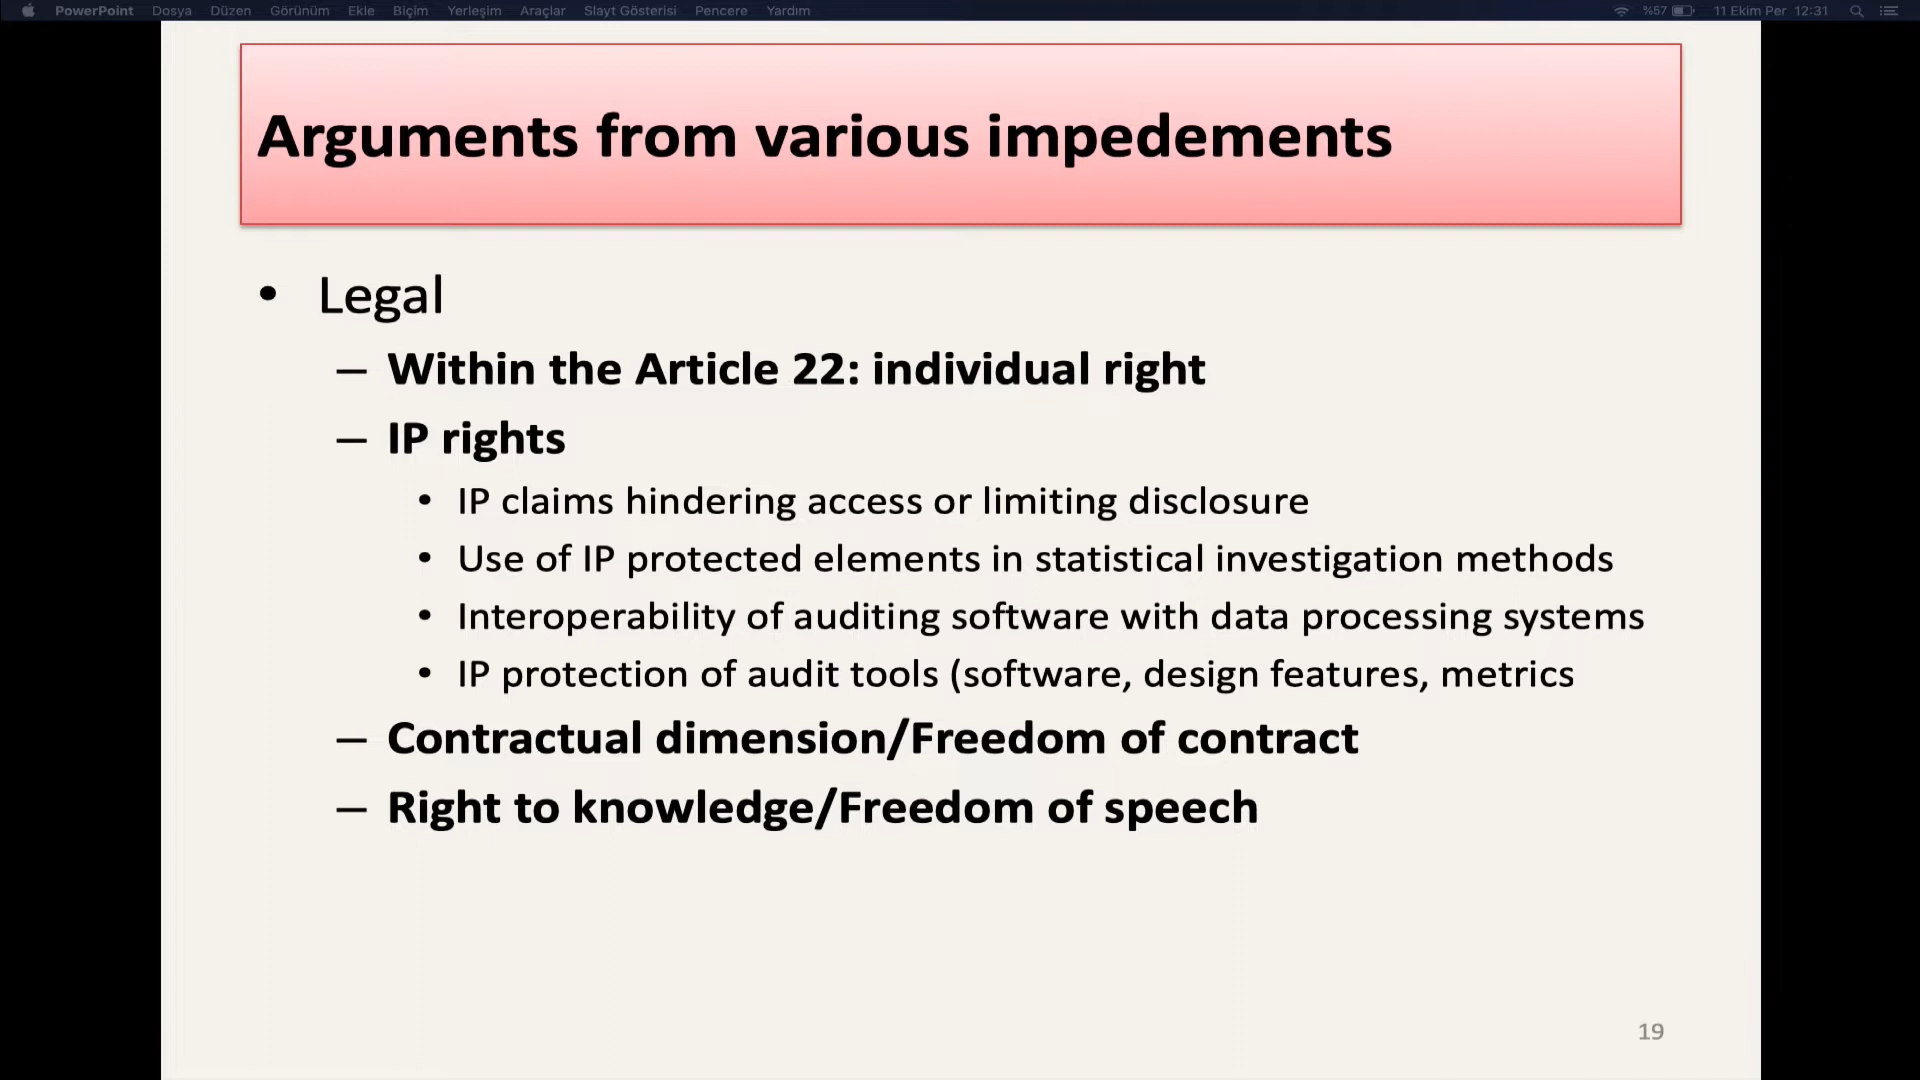 PowerPoint Dosya Düzen Görünüm Ekle Biçim Yerleşim Araçlar Slayt Gösterisi Pencere Yardım %57 11 Ekim Per 12:31
Arguments from various impedements
• Legal
– Within the Article 22: individual right
– IP rights
• IP claims hindering access or limiting disclosure
• Use of IP protected elements in statistical investigation methods
• Interoperability of auditing software with data processing systems
• IP protection of audit tools (software, design features, metrics
– Contractual dimension/Freedom of contract
– Right to knowledge/Freedom of speech
19